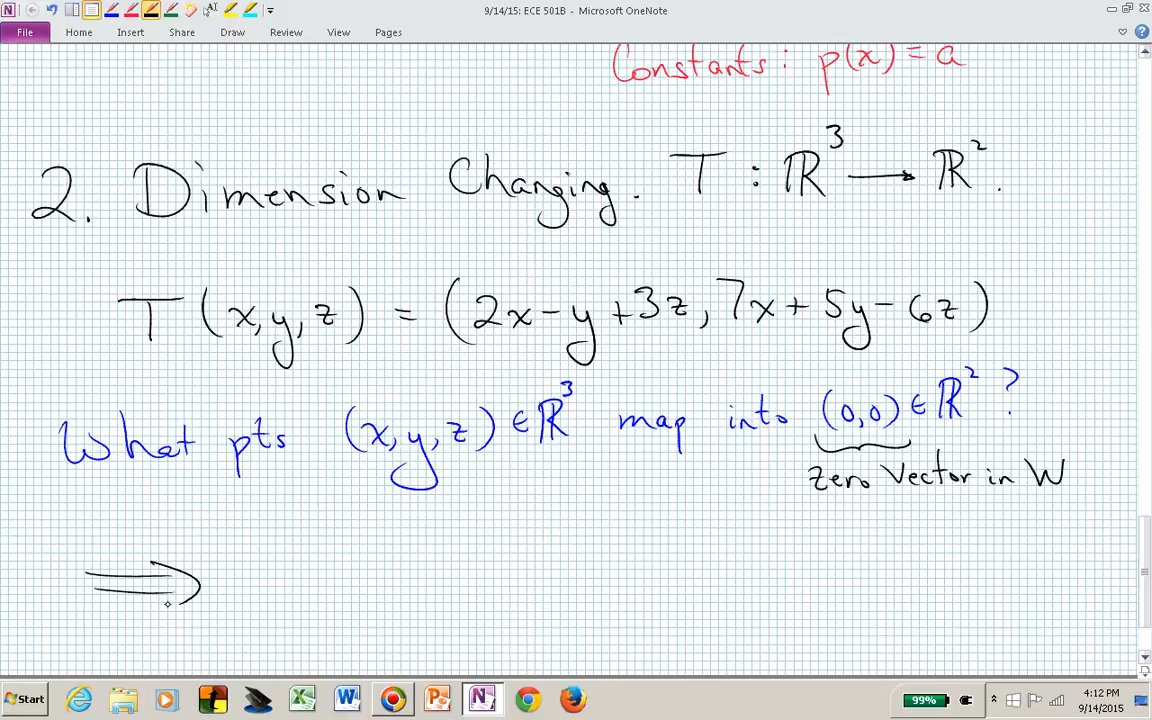 9/14/15: ECE 501B - Microsoft OneNote
File Home Insert Share Draw Review View Pages
Constants: p(x) = a
2. Dimension Changing. T : ℝ³ → ℝ².
T(x,y,z) = (2x-y+3z, 7x+5y-6z)
What pts (x,y,z) ∈ ℝ³ map into (0,0) ∈ ℝ² ?
zero vector in W
⇒
Start
99%
4:12 PM
9/14/2015